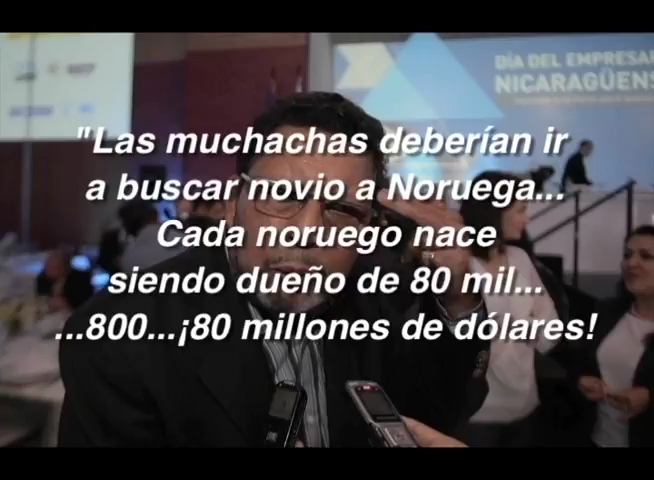 DÍA DEL EMPRESAR
NICARAGÜENS
"Las muchachas deberían ir
a buscar novio a Noruega...
Cada noruego nace
siendo dueño de 80 mil...
...800...¡80 millones de dólares!